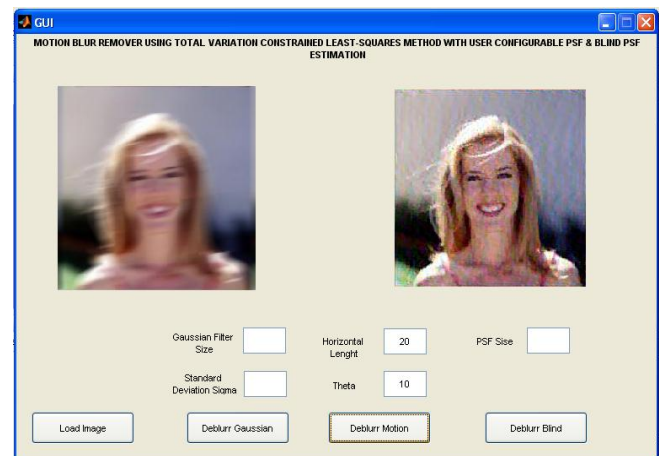 GUI
MOTION BLUR REMOVER USING TOTAL VARIATION CONSTRAINED LEAST-SQUARES METHOD WITH USER CONFIGURABLE PSF & BLIND PSF
ESTIMATION
Gaussian Filter
Size
Horizontal
Lenght
20
PSF Sise
Standard
Deviation Sigma
Theta
10
Load Image
Deblurr Gaussian
Deblurr Motion
Deblurr Blind